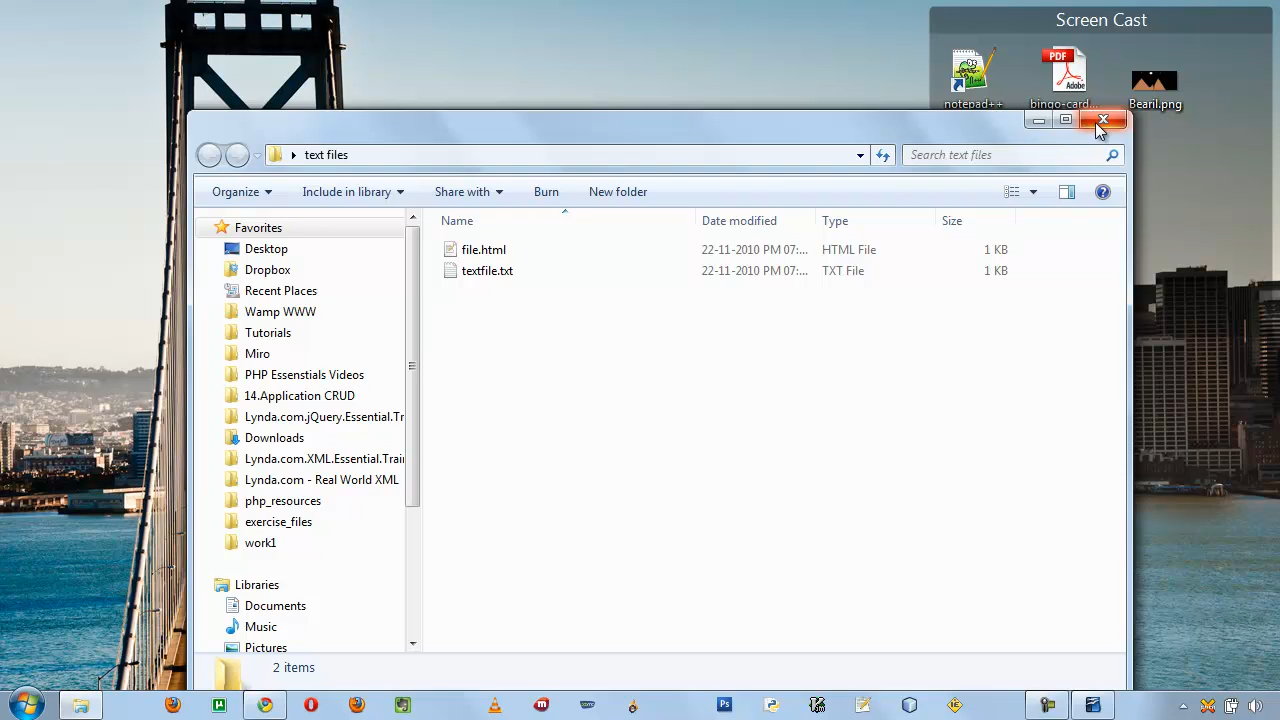 Screen Cast
PDF
Adobe
notepad++
bingo-card...
Bearil.png
text files
Search text files
Organize
Include in library
Share with
Burn
New folder
Name
Date modified
Type
Size
Favorites
Desktop
Dropbox
Recent Places
Wamp WWW
Tutorials
Miro
PHP Essenstials Videos
14.Application CRUD
Lynda.com.jQuery.Essential.Tr
Downloads
Lynda.com.XML.Essential.Trai
Lynda.com - Real World XML
php_resources
exercise_files
work1
Libraries
Documents
Music
Pictures
file.html
22-11-2010 PM 07:...
HTML File
1 KB
textfile.txt
22-11-2010 PM 07:...
TXT File
1 KB
2 items
Ps